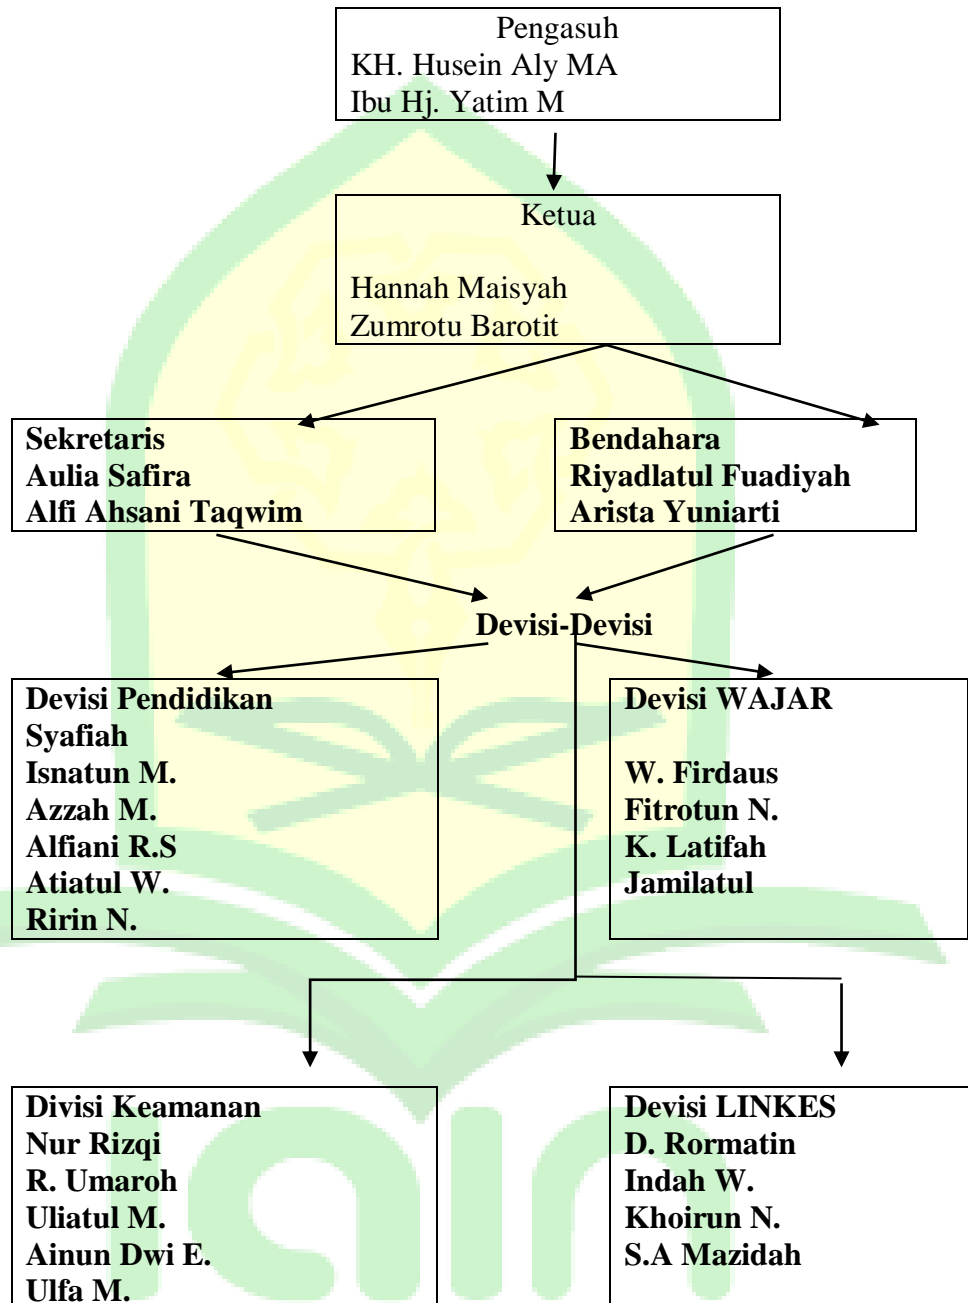 Pengasuh
KH. Husein Aly MA
Ibu Hj. Yatim M
Ketua
Hannah Maisyah
Zumrotu Barotit
Sekretaris
Aulia Safira
Alfi Ahsani Taqwim
Bendahara
Riyadlatul Fuadiyah
Arista Yuniarti
Devisi-Devisi
Devisi Pendidikan
Syafiah
Isnatun M.
Azzah M.
Alfiani R.S
Atiatul W.
Ririn N.
Devisi WAJAR
W. Firdaus
Fitrotun N.
K. Latifah
Jamilatul
Divisi Keamanan
Nur Rizqi
R. Umaroh
Uliatul M.
Ainun Dwi E.
Ulfa M.
Devisi LINKES
D. Rormatin
Indah W.
Khoirun N.
S.A Mazidah
iain